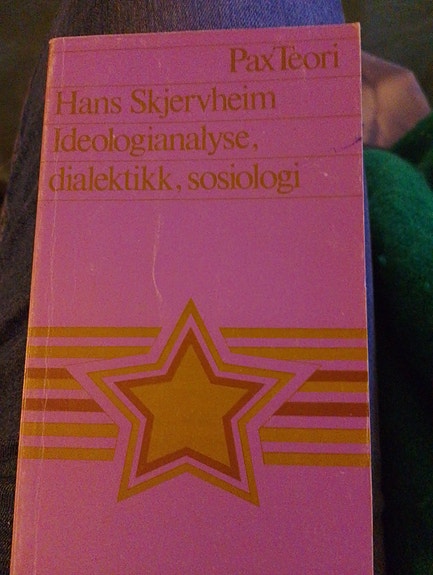 PaxTeori
Hans Skjervheim
Ideologianalyse,
dialektikk, sosiologi